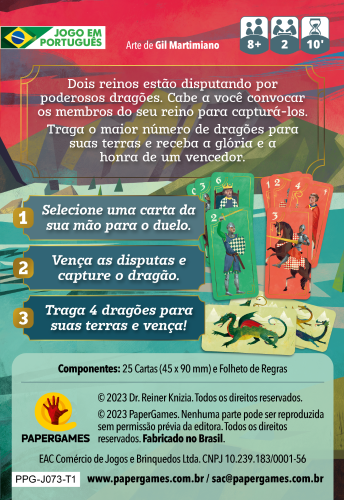 JOGO EM
PORTUGUÊS
Arte de Gil Martimiano
8+
2
10'
Dois reinos estão disputando por
poderosos dragões. Cabe a você convocar
os membros do seu reino para capturá-los.
Traga o maior número de dragões para
suas terras e receba a glória e a
honra de um vencedor.
1
Selecione uma carta da
sua mão para o duelo.
2
Vença as disputas e
capture o dragão.
3
Traga 4 dragões para
suas terras e vença!
Componentes: 25 Cartas (45 x 90 mm) e Folheto de Regras
PAPERGAMES
© 2023 Dr. Reiner Knizia. Todos os direitos reservados.
© 2023 PaperGames. Nenhuma parte pode ser reproduzida
sem permissão prévia da editora. Todos os direitos
reservados. Fabricado no Brasil.
EAC Comércio de Jogos e Brinquedos Ltda. CNPJ 10.239.183/0001-56
PPG-J073-T1
www.papergames.com.br / sac@papergames.com.br